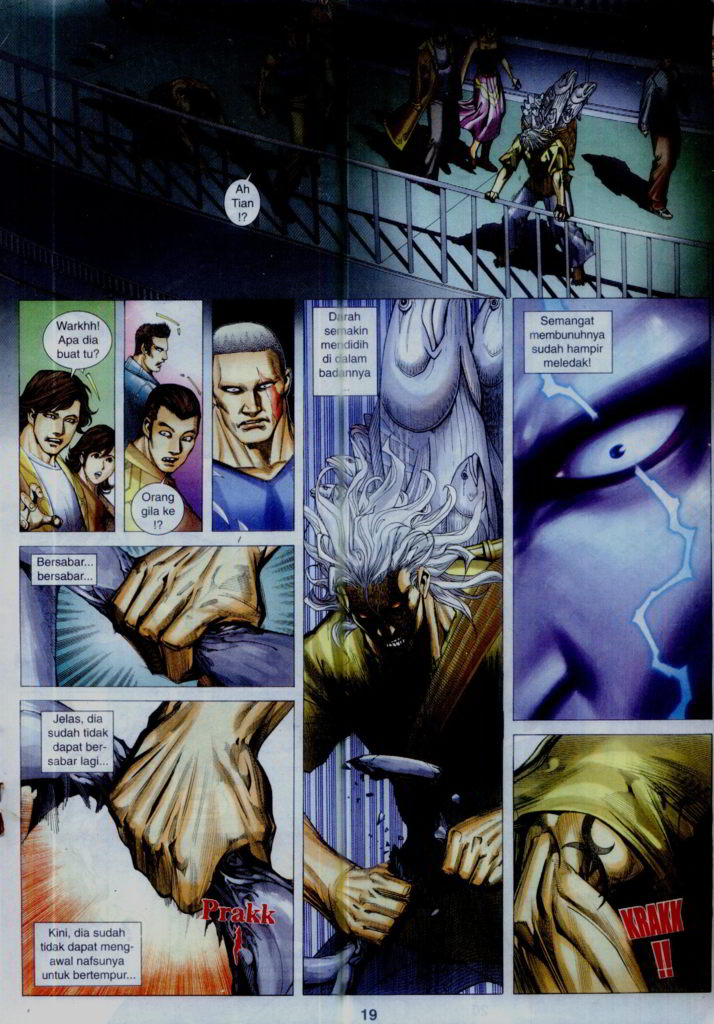 Ah
Tian
!?
Warkhh!
Apa dia
buat tu?
Orang
gila ke
!?
Darah
semakin
mendidih
di dalam
badannya
...
Semangat
membunuhnya
sudah hampir
meledak!
Bersabar...
bersabar...
Jelas, dia
sudah tidak
dapat ber-
sabar lagi...
Prakk
!
Kini, dia sudah
tidak dapat meng-
awal nafsunya
untuk bertempur...
KRAKK
!!
19